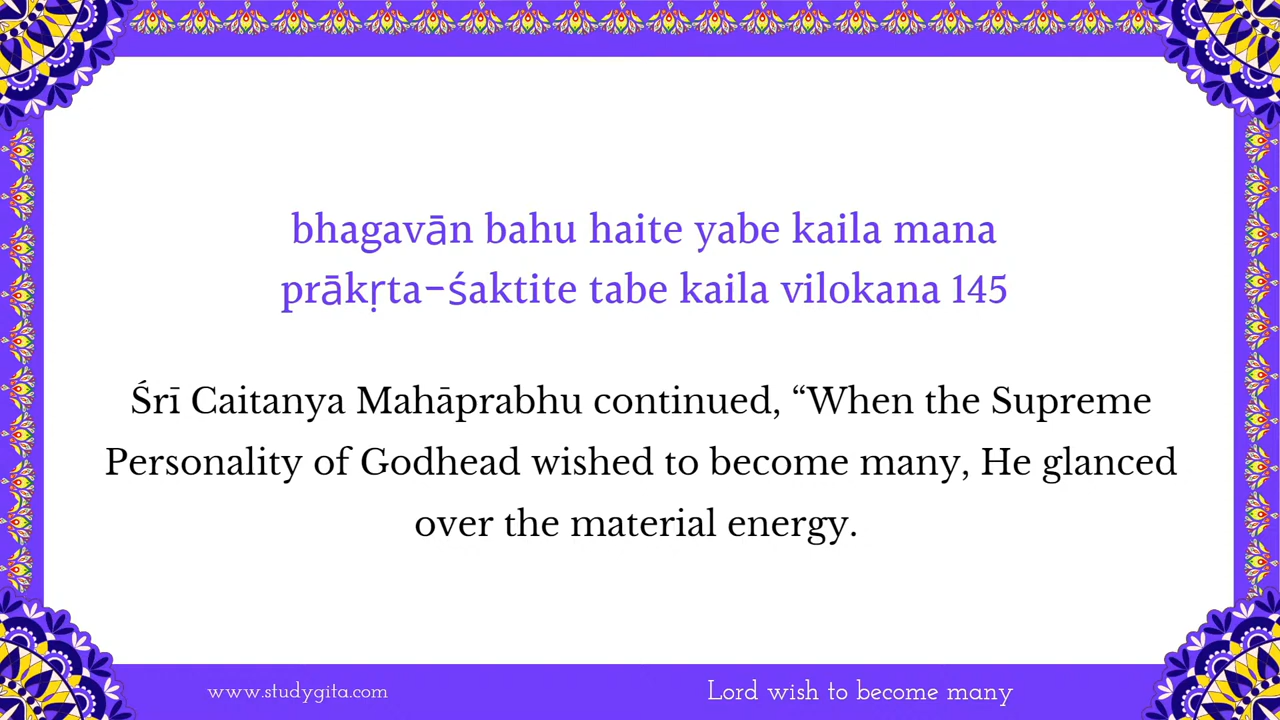 bhagavān bahu haite yabe kaila mana
prākṛta-śaktite tabe kaila vilokana 145
Śrī Caitanya Mahāprabhu continued, “When the Supreme
Personality of Godhead wished to become many, He glanced
over the material energy.
www.studygita.com
Lord wish to become many